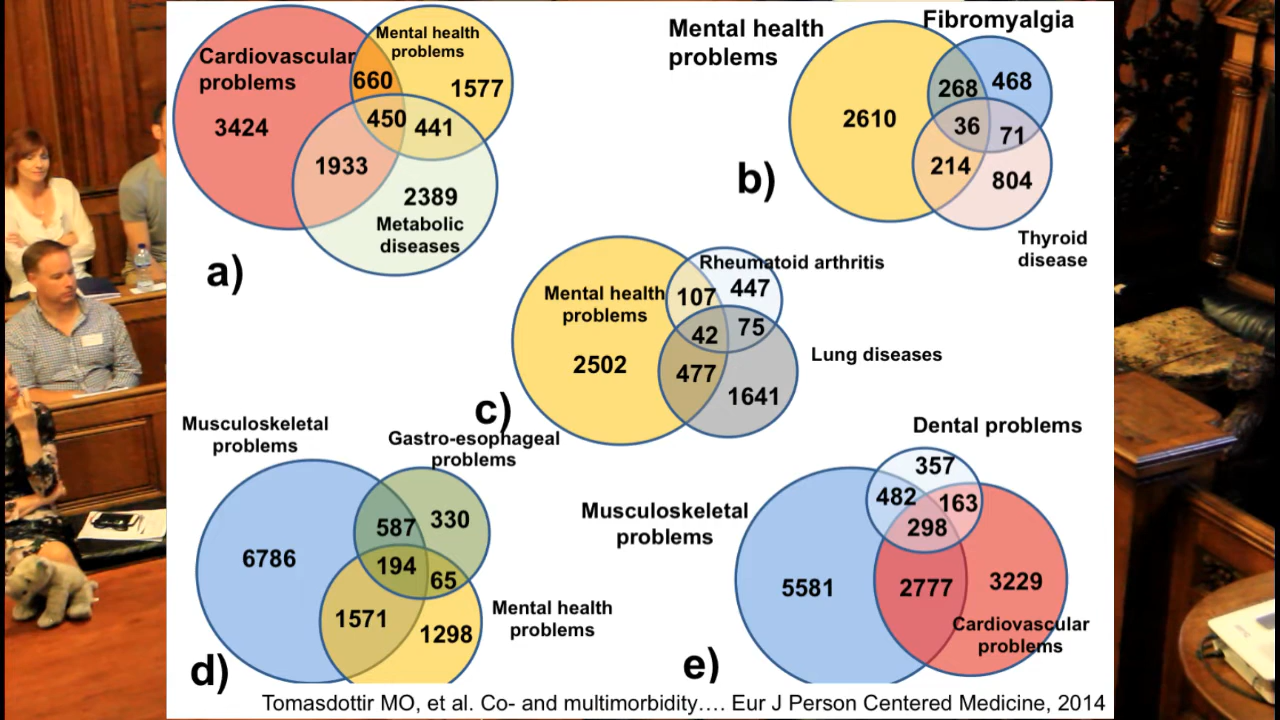 Cardiovascular
problems
Mental health
problems
660
1577
3424
450
441
1933
2389
Metabolic
diseases
a)
Mental health
problems
Fibromyalgia
268
468
2610
36
71
214
804
b)
Thyroid
disease
Rheumatoid arthritis
Mental health
problems
107
447
42
75
2502
477
1641
Lung diseases
c)
Musculoskeletal
problems
Gastro-esophageal
problems
587
330
6786
194
65
1571
1298
Mental health
problems
d)
Dental problems
357
482
163
298
Musculoskeletal
problems
5581
2777
3229
Cardiovascular
problems
e)
Tomasdottir MO, et al. Co- and multimorbidity…. Eur J Person Centered Medicine, 2014